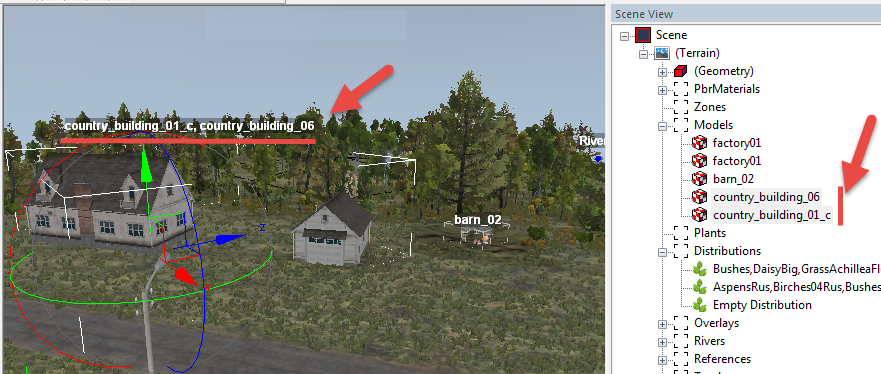 Scene View
Scene
(Terrain)
(Geometry)
PbrMaterials
Zones
Models
factory01
factory01
barn_02
country_building_06
country_building_01_c
Plants
Distributions
Bushes,DaisyBig,GrassAchilleaFl
AspensRus,Birches04Rus,Bushes
Empty Distribution
Overlays
Rivers
References
country_building_01_c, country_building_06
River
barn_02
z